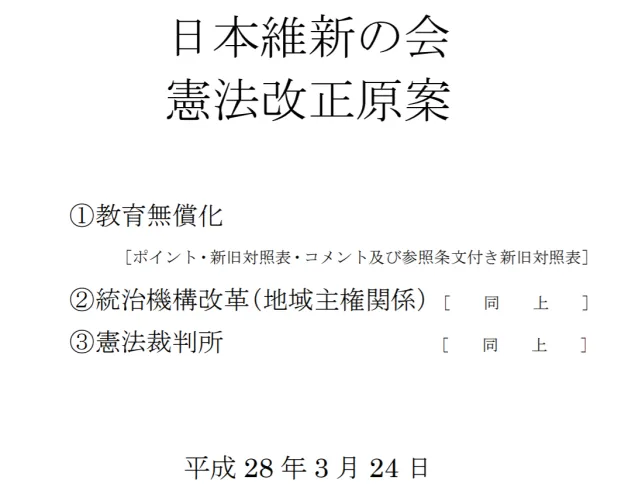 日本維新の会
憲法改正原案
①教育無償化
［ポイント・新旧対照表・コメント及び参照条文付き新旧対照表］
②統治機構改革（地域主権関係）［　同　上　］
③憲法裁判所　［　同　上　］
平成 28 年 3 月 24 日